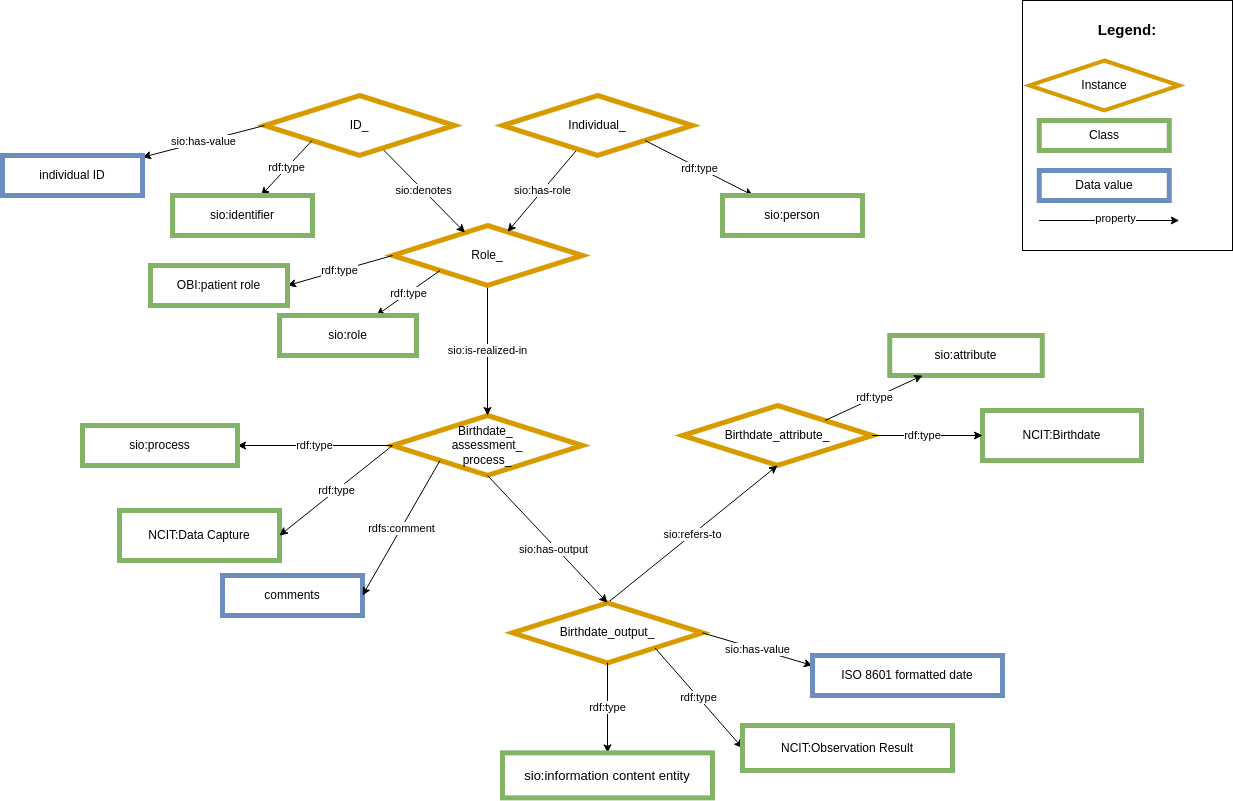 Legend:
Instance
Class
Data value
property
ID_
Individual_
sio:has-value
individual ID
rdf:type
sio:identifier
sio:denotes
sio:has-role
rdf:type
sio:person
Role_
rdf:type
OBI:patient role
rdf:type
sio:role
sio:is-realized-in
sio:attribute
rdf:type
Birthdate_
assessment_
process_
rdf:type
sio:process
Birthdate_attribute_
rdf:type
NCIT:Birthdate
rdf:type
NCIT:Data Capture
rdfs:comment
comments
sio:has-output
sio:refers-to
Birthdate_output_
sio:has-value
ISO 8601 formatted date
rdf:type
NCIT:Observation Result
rdf:type
sio:information content entity